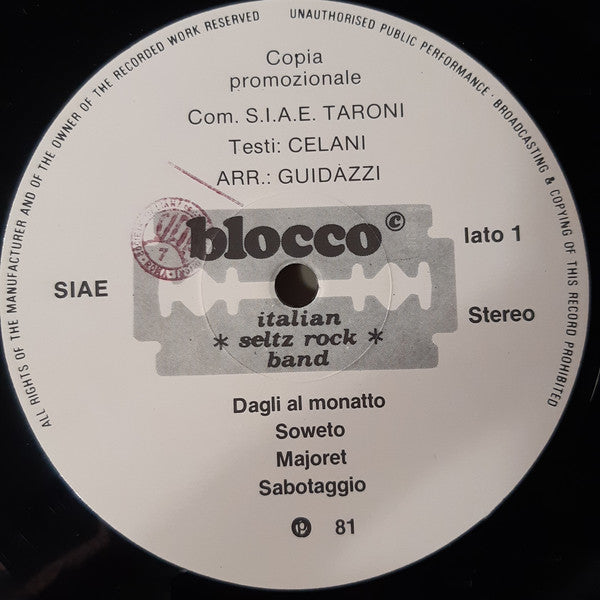 ALL RIGHTS OF THE MANUFACTURER AND OF THE OWNER OF THE RECORDED WORK RESERVED
UNAUTHORISED PUBLIC PERFORMANCE · BROADCASTING & COPYING OF THIS RECORD PROHIBITED
Copia
promozionale
Com. S.I.A.E. TARONI
Testi: CELANI
ARR.: GUIDAZZI
blocco©
lato 1
SIAE
Stereo
italian
* seltz rock *
band
Dagli al monatto
Soweto
Majoret
Sabotaggio
℗ 81